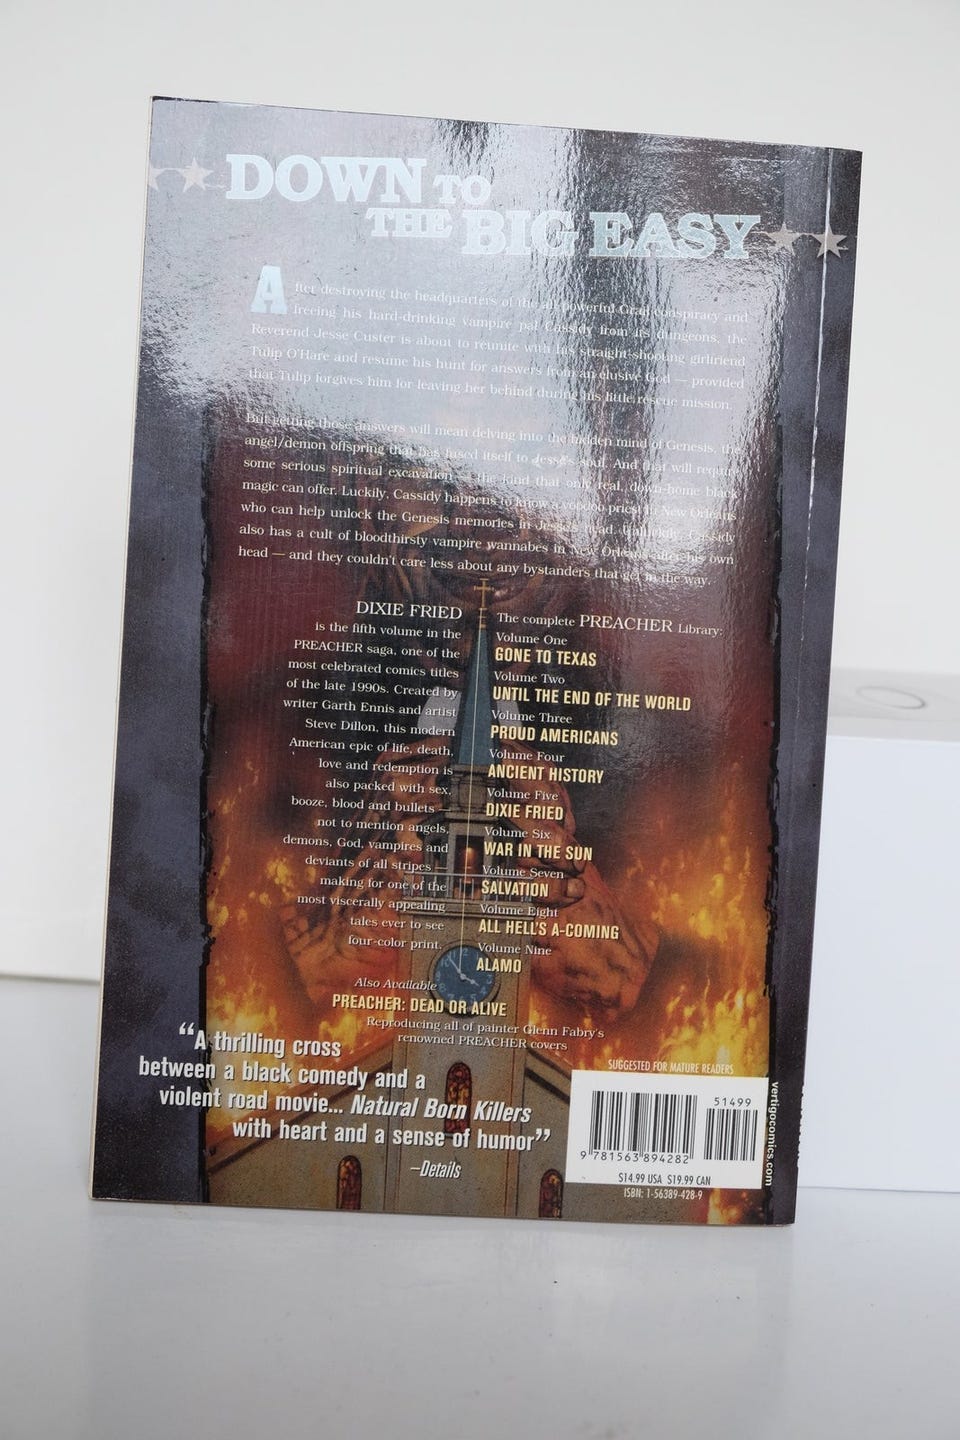 DOWN TO
THE BIG EASY
After destroying the headquarters of the all-powerful Grail conspiracy and
freeing his hard-drinking vampire pal Cassidy from its dungeons, the
Reverend Jesse Custer is about to reunite with his straight-shooting girlfriend
Tulip O'Hare and resume his hunt for answers from an elusive God — provided
that Tulip forgives him for leaving her behind during his little rescue mission.
But getting those answers will mean delving into the hidden mind of Genesis, the
angel/demon offspring that has fused itself to Jesse's soul. And that will require
some serious spiritual excavation — the kind that only real, down-home black
magic can offer. Luckily, Cassidy happens to know a voodoo priest in New Orleans
who can help unlock the Genesis memories in Jesse's head. Unluckily, Cassidy
also has a cult of bloodthirsty vampire wannabes in New Orleans after his own
head — and they couldn't care less about any bystanders that get in the way.
DIXIE FRIED
is the fifth volume in the
PREACHER saga, one of the
most celebrated comics titles
of the late 1990s. Created by
writer Garth Ennis and artist
Steve Dillon, this modern
American epic of life, death,
love and redemption is
also packed with sex,
booze, blood and bullets —
not to mention angels,
demons, God, vampires and
deviants of all stripes —
making for one of the
most viscerally appealing
tales ever to see
four-color print.
The complete PREACHER Library:
Volume One
GONE TO TEXAS
Volume Two
UNTIL THE END OF THE WORLD
Volume Three
PROUD AMERICANS
Volume Four
ANCIENT HISTORY
Volume Five
DIXIE FRIED
Volume Six
WAR IN THE SUN
Volume Seven
SALVATION
Volume Eight
ALL HELL'S A-COMING
Volume Nine
ALAMO
Also Available
PREACHER: DEAD OR ALIVE
Reproducing all of painter Glenn Fabry's
renowned PREACHER covers
“A thrilling cross
between a black comedy and a
violent road movie... Natural Born Killers
with heart and a sense of humor”
—Details
SUGGESTED FOR MATURE READERS
51499
9 781563 894282
$14.99 USA $19.99 CAN
ISBN: 1-56389-428-9
vertigocomics.com